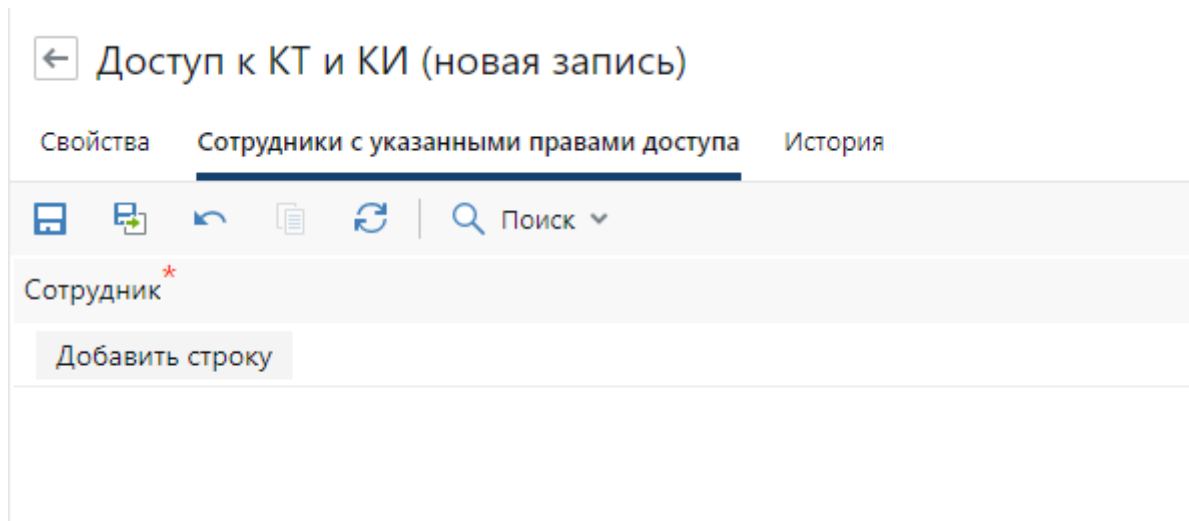 Доступ к КТ и КИ (новая запись)
Свойства Сотрудники с указанными правами доступа История
Поиск
Сотрудник*
Добавить строку